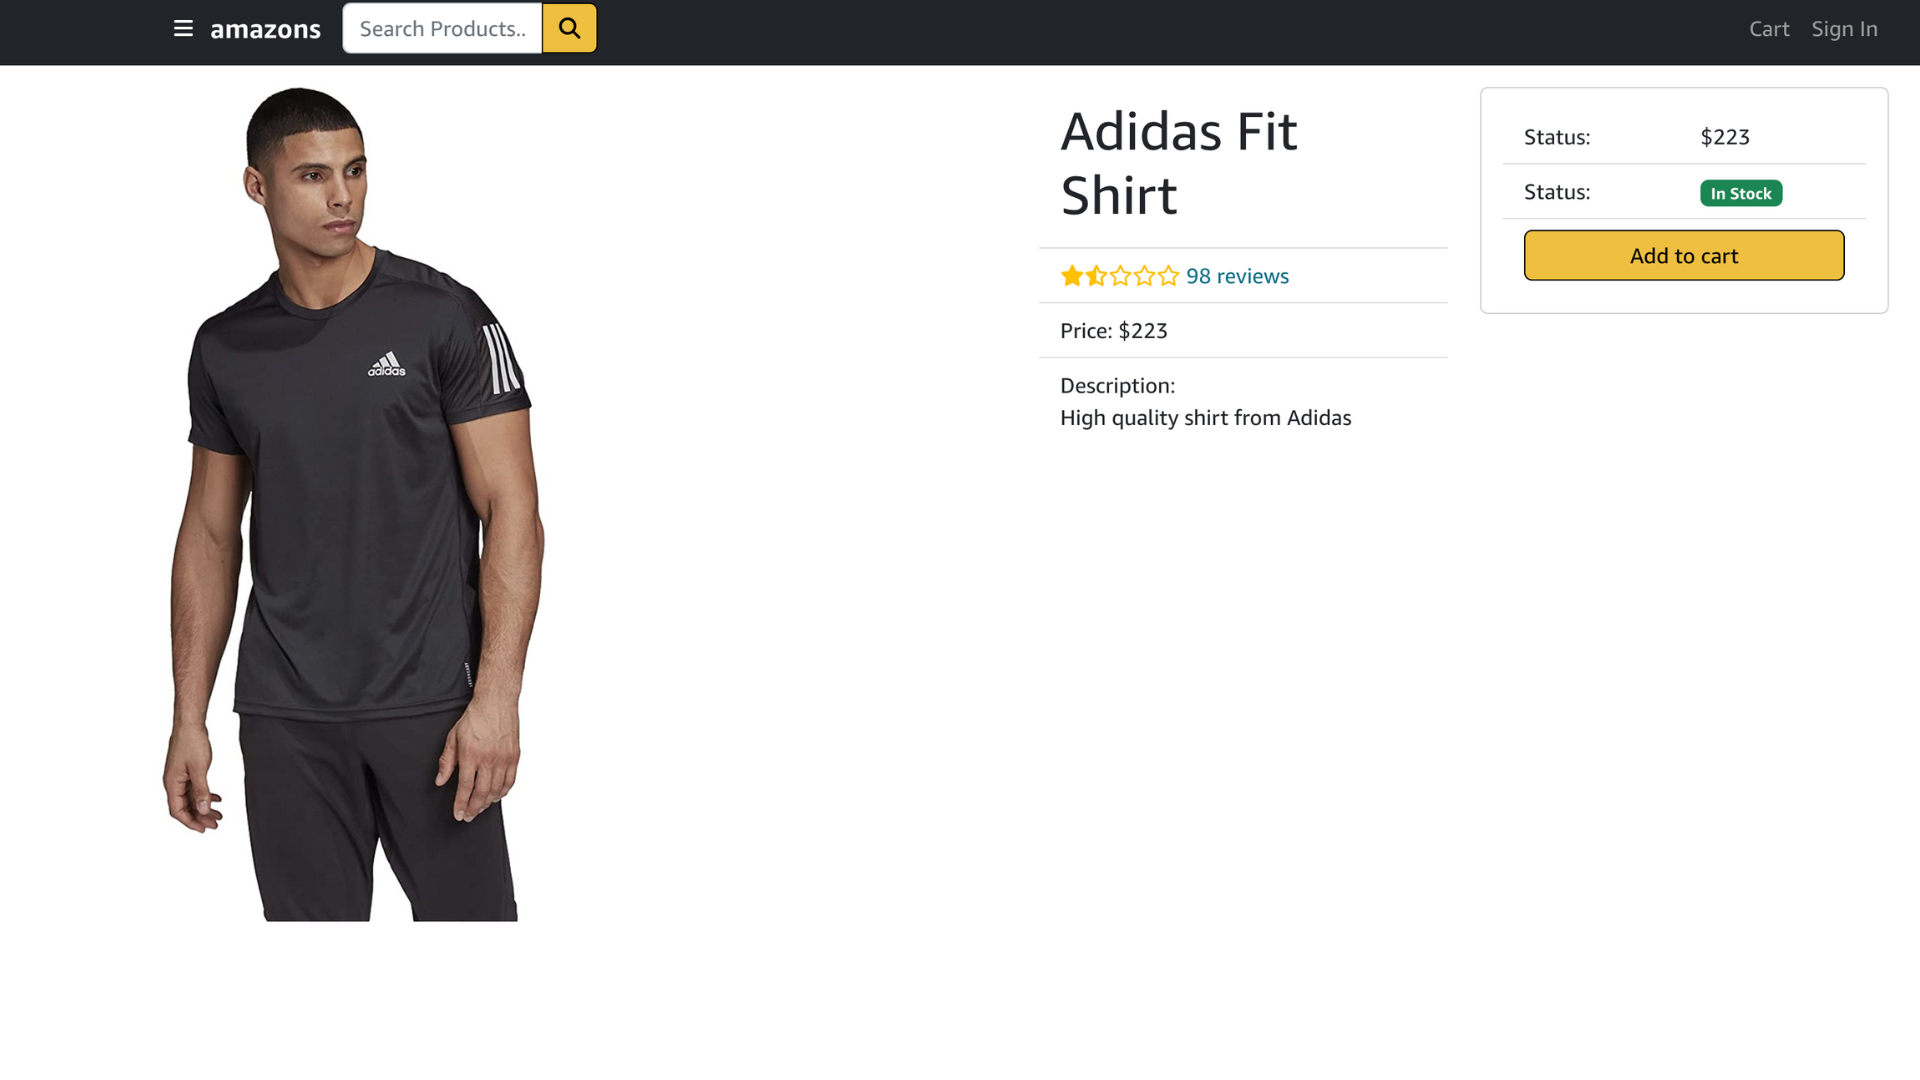 amazons
Search Products..
Cart
Sign In
Adidas Fit
Shirt
98 reviews
Price: $223
Description:
High quality shirt from Adidas
Status: $223
Status: In Stock
Add to cart
adidas